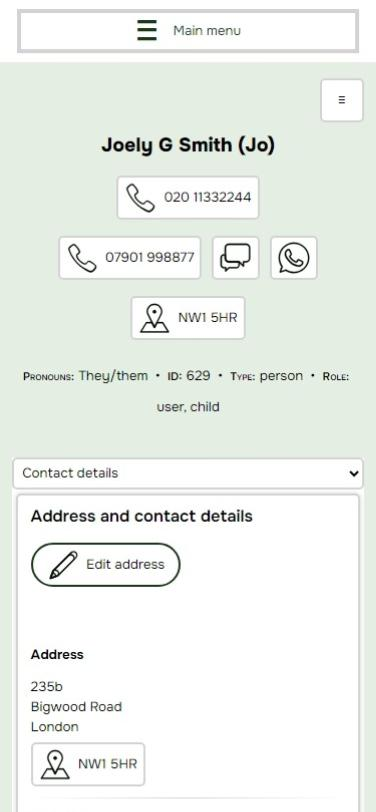 Main menu
Joely G Smith (Jo)
020 11332244
07901 998877
NW1 5HR
Pronouns: They/them • ID: 629 • Type: person • Role:
user, child
Contact details
Address and contact details
Edit address
Address
235b
Bigwood Road
London
NW1 5HR